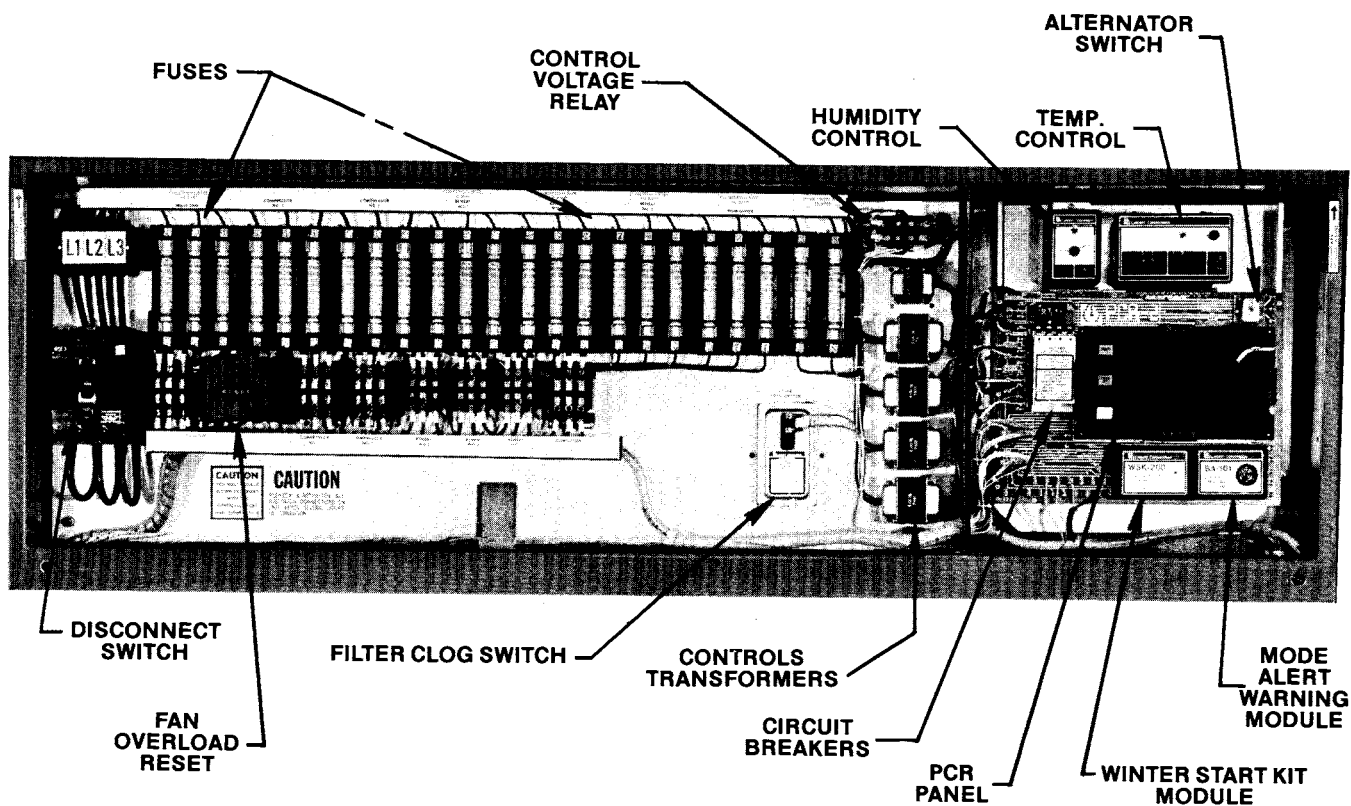 ALTERNATOR
SWITCH
FUSES
CONTROL
VOLTAGE
RELAY
HUMIDITY
CONTROL
TEMP.
CONTROL
L1 L2 L3
WSK-200
CAUTION
CAUTION
DISCONNECT
SWITCH
FAN
OVERLOAD
RESET
FILTER CLOG SWITCH
CONTROLS
TRANSFORMERS
CIRCUIT
BREAKERS
PCR
PANEL
WINTER START KIT
MODULE
MODE
ALERT
WARNING
MODULE